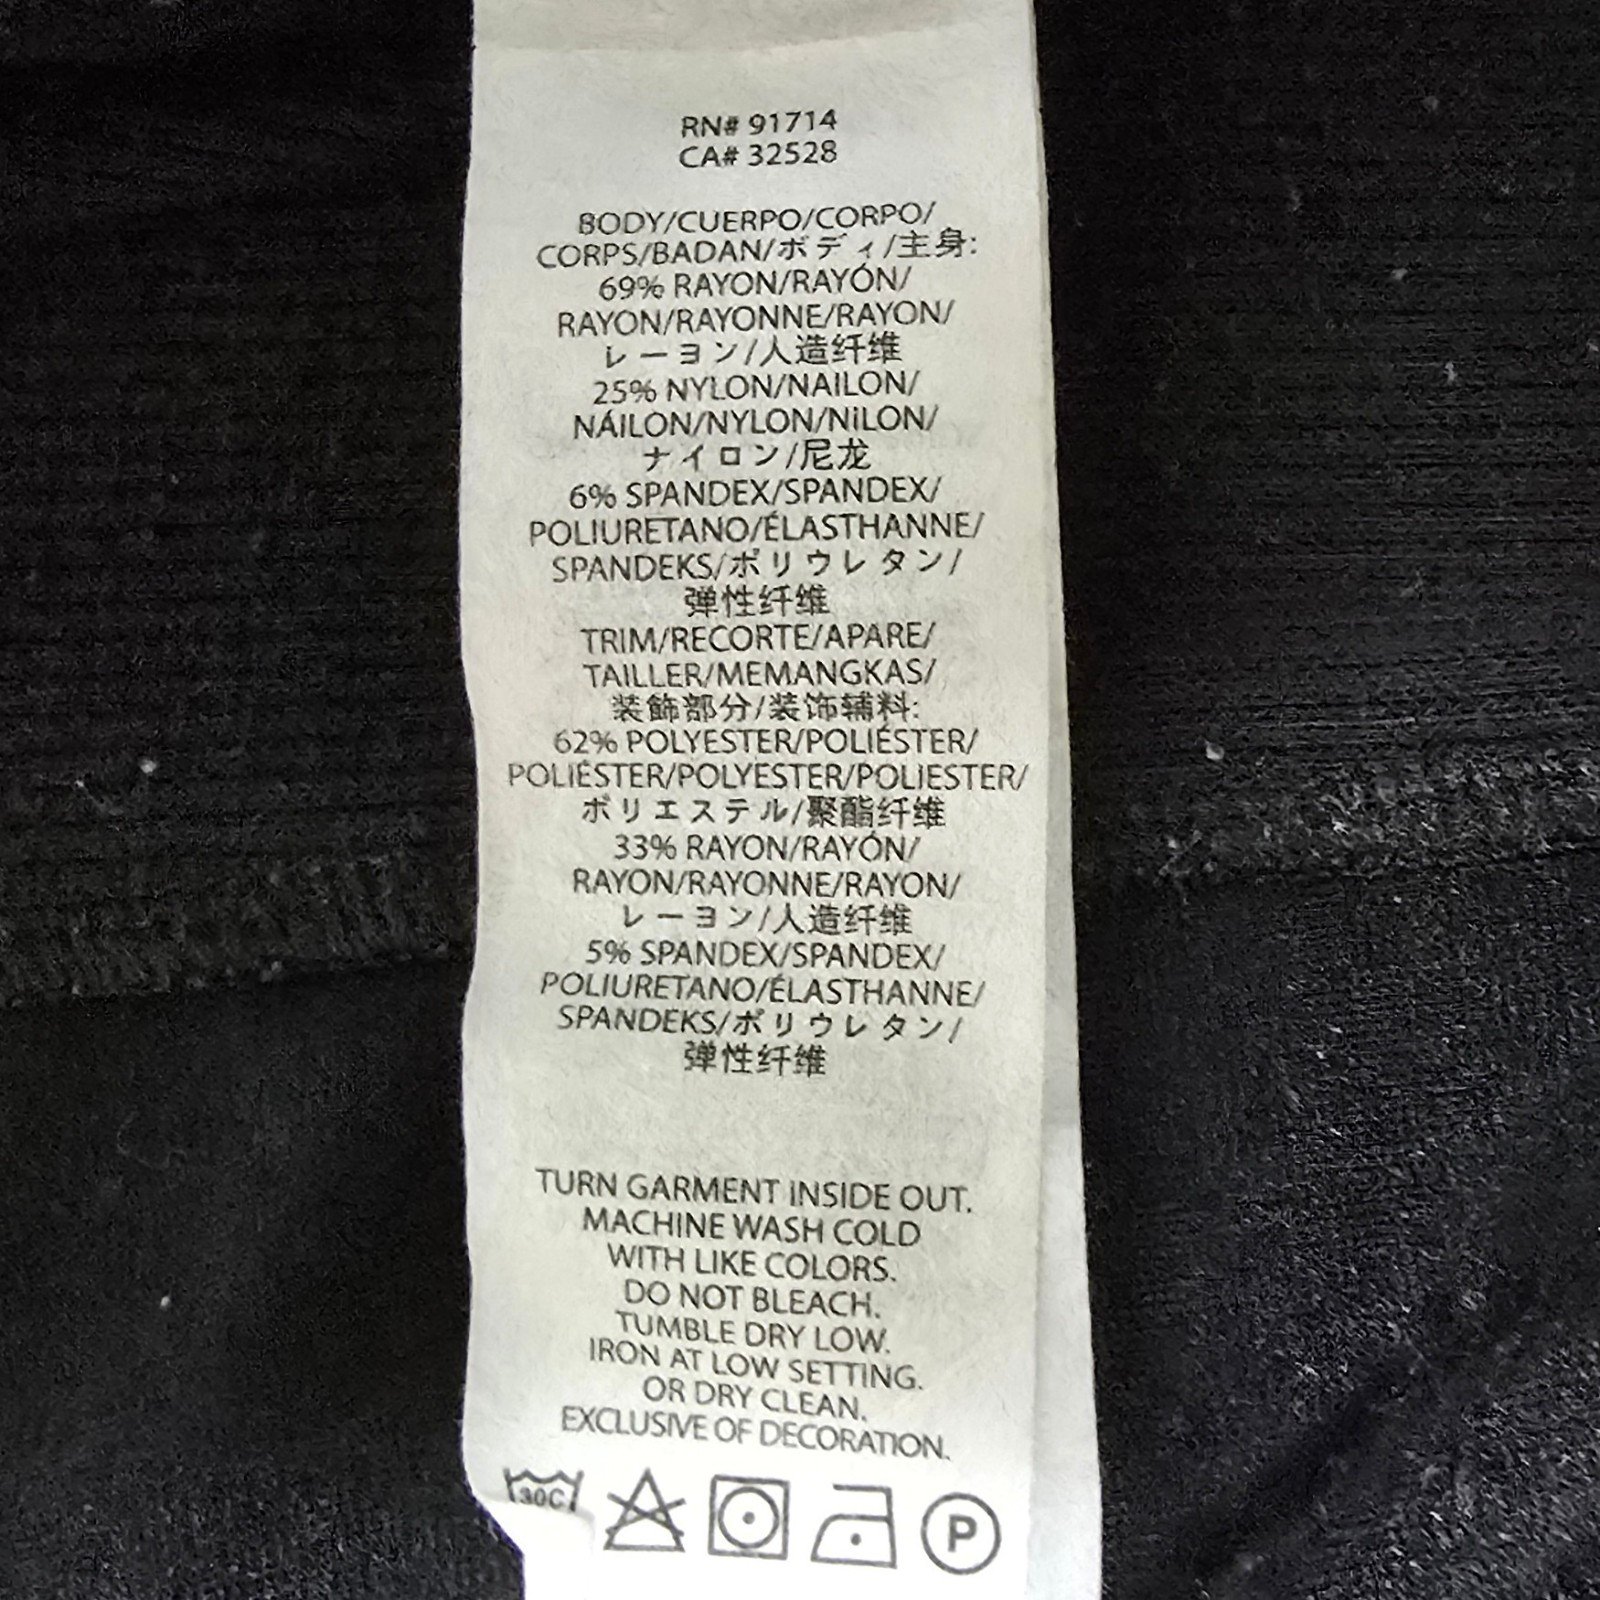 RN# 91714
CA# 32528
BODY/CUERPO/CORPO/
CORPS/BADAN/ボディ/主身:
69% RAYON/RAYÓN/
RAYON/RAYONNE/RAYON/
レーヨン/人造纤维
25% NYLON/NAILON/
NÁILON/NYLON/NiLON/
ナイロン/尼龙
6% SPANDEX/SPANDEX/
POLIURETANO/ÉLASTHANNE/
SPANDEKS/ポリウレタン/
弹性纤维
TRIM/RECORTE/APARE/
TAILLER/MEMANGKAS/
装飾部分/装饰辅料:
62% POLYESTER/POLIÉSTER/
POLIÉSTER/POLYESTER/POLIESTER/
ポリエステル/聚酯纤维
33% RAYON/RAYÓN/
RAYON/RAYONNE/RAYON/
レーヨン/人造纤维
5% SPANDEX/SPANDEX/
POLIURETANO/ÉLASTHANNE/
SPANDEKS/ポリウレタン/
弹性纤维
TURN GARMENT INSIDE OUT.
MACHINE WASH COLD
WITH LIKE COLORS.
DO NOT BLEACH.
TUMBLE DRY LOW.
IRON AT LOW SETTING.
OR DRY CLEAN.
EXCLUSIVE OF DECORATION.
30C P